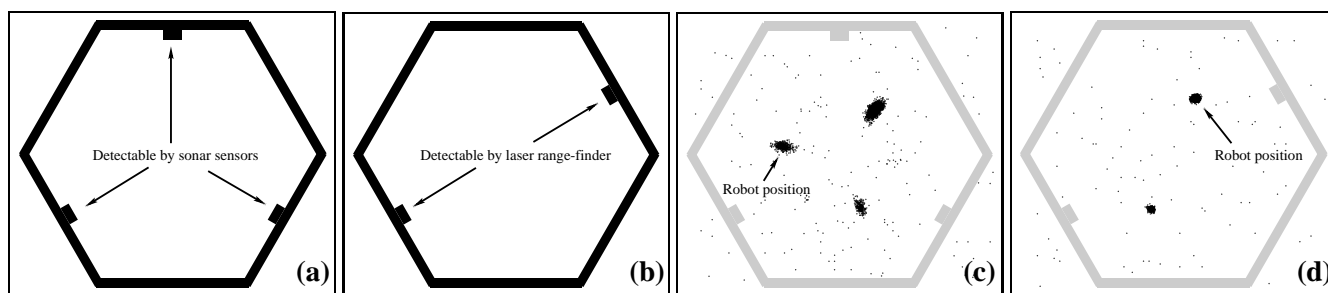 Detectable by sonar sensors
(a)
Detectable by laser range-finder
(b)
Robot position
(c)
Robot position
(d)